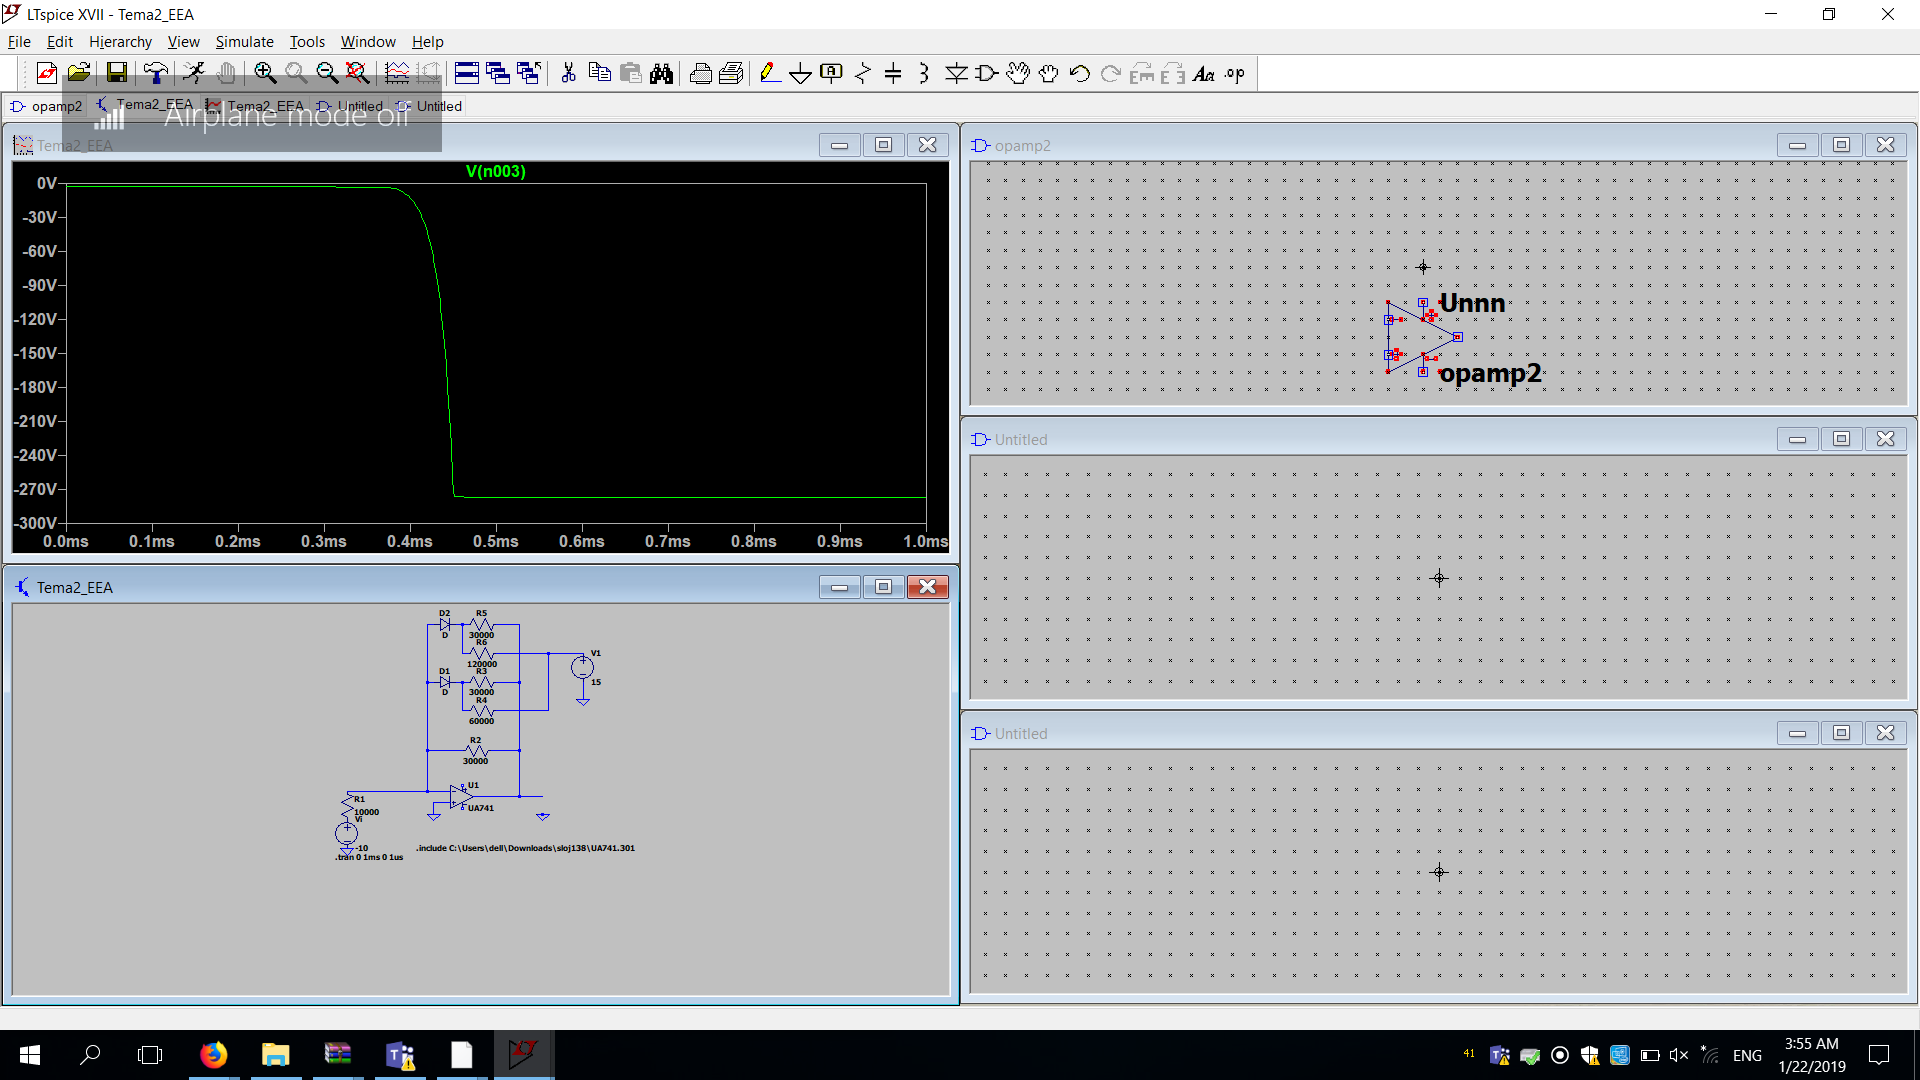 LTspice XVII - Tema2_EEA
File Edit Hierarchy View Simulate Tools Window Help
Aa .op
opamp2 Tema2_EEA Tema2_EEA Untitled Untitled
Airplane mode off
Tema2_EEA
V(n003)
0V
-30V
-60V
-90V
-120V
-150V
-180V
-210V
-240V
-270V
-300V
0.0ms 0.1ms 0.2ms 0.3ms 0.4ms 0.5ms 0.6ms 0.7ms 0.8ms 0.9ms 1.0ms
Tema2_EEA
D2 R5
D 30000
R6
120000
V1
15
D1 R3
D 30000
R4
60000
R2
30000
U1
UA741
R1
10000
Vi
-10
.tran 0 1ms 0 1us
.include C:\Users\dell\Downloads\sloj138\UA741.301
opamp2
Unnn
opamp2
Untitled
Untitled
41 ENG
3:55 AM
1/22/2019